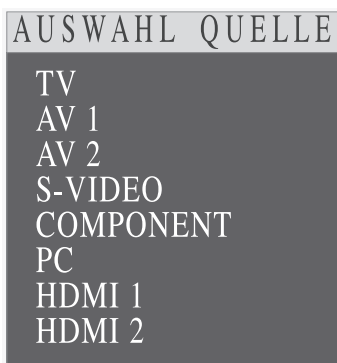 AUSWAHL QUELLE
TV
AV 1
AV 2
S-VIDEO
COMPONENT
PC
HDMI 1
HDMI 2